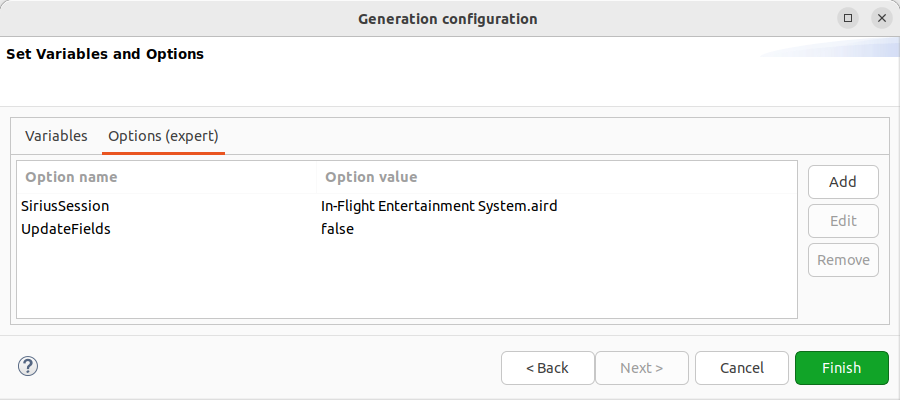 Generation configuration
Set Variables and Options
Variables Options (expert)
Option name Option value
SiriusSession In-Flight Entertainment System.aird
UpdateFields false
Add
Edit
Remove
?
< Back Next > Cancel Finish